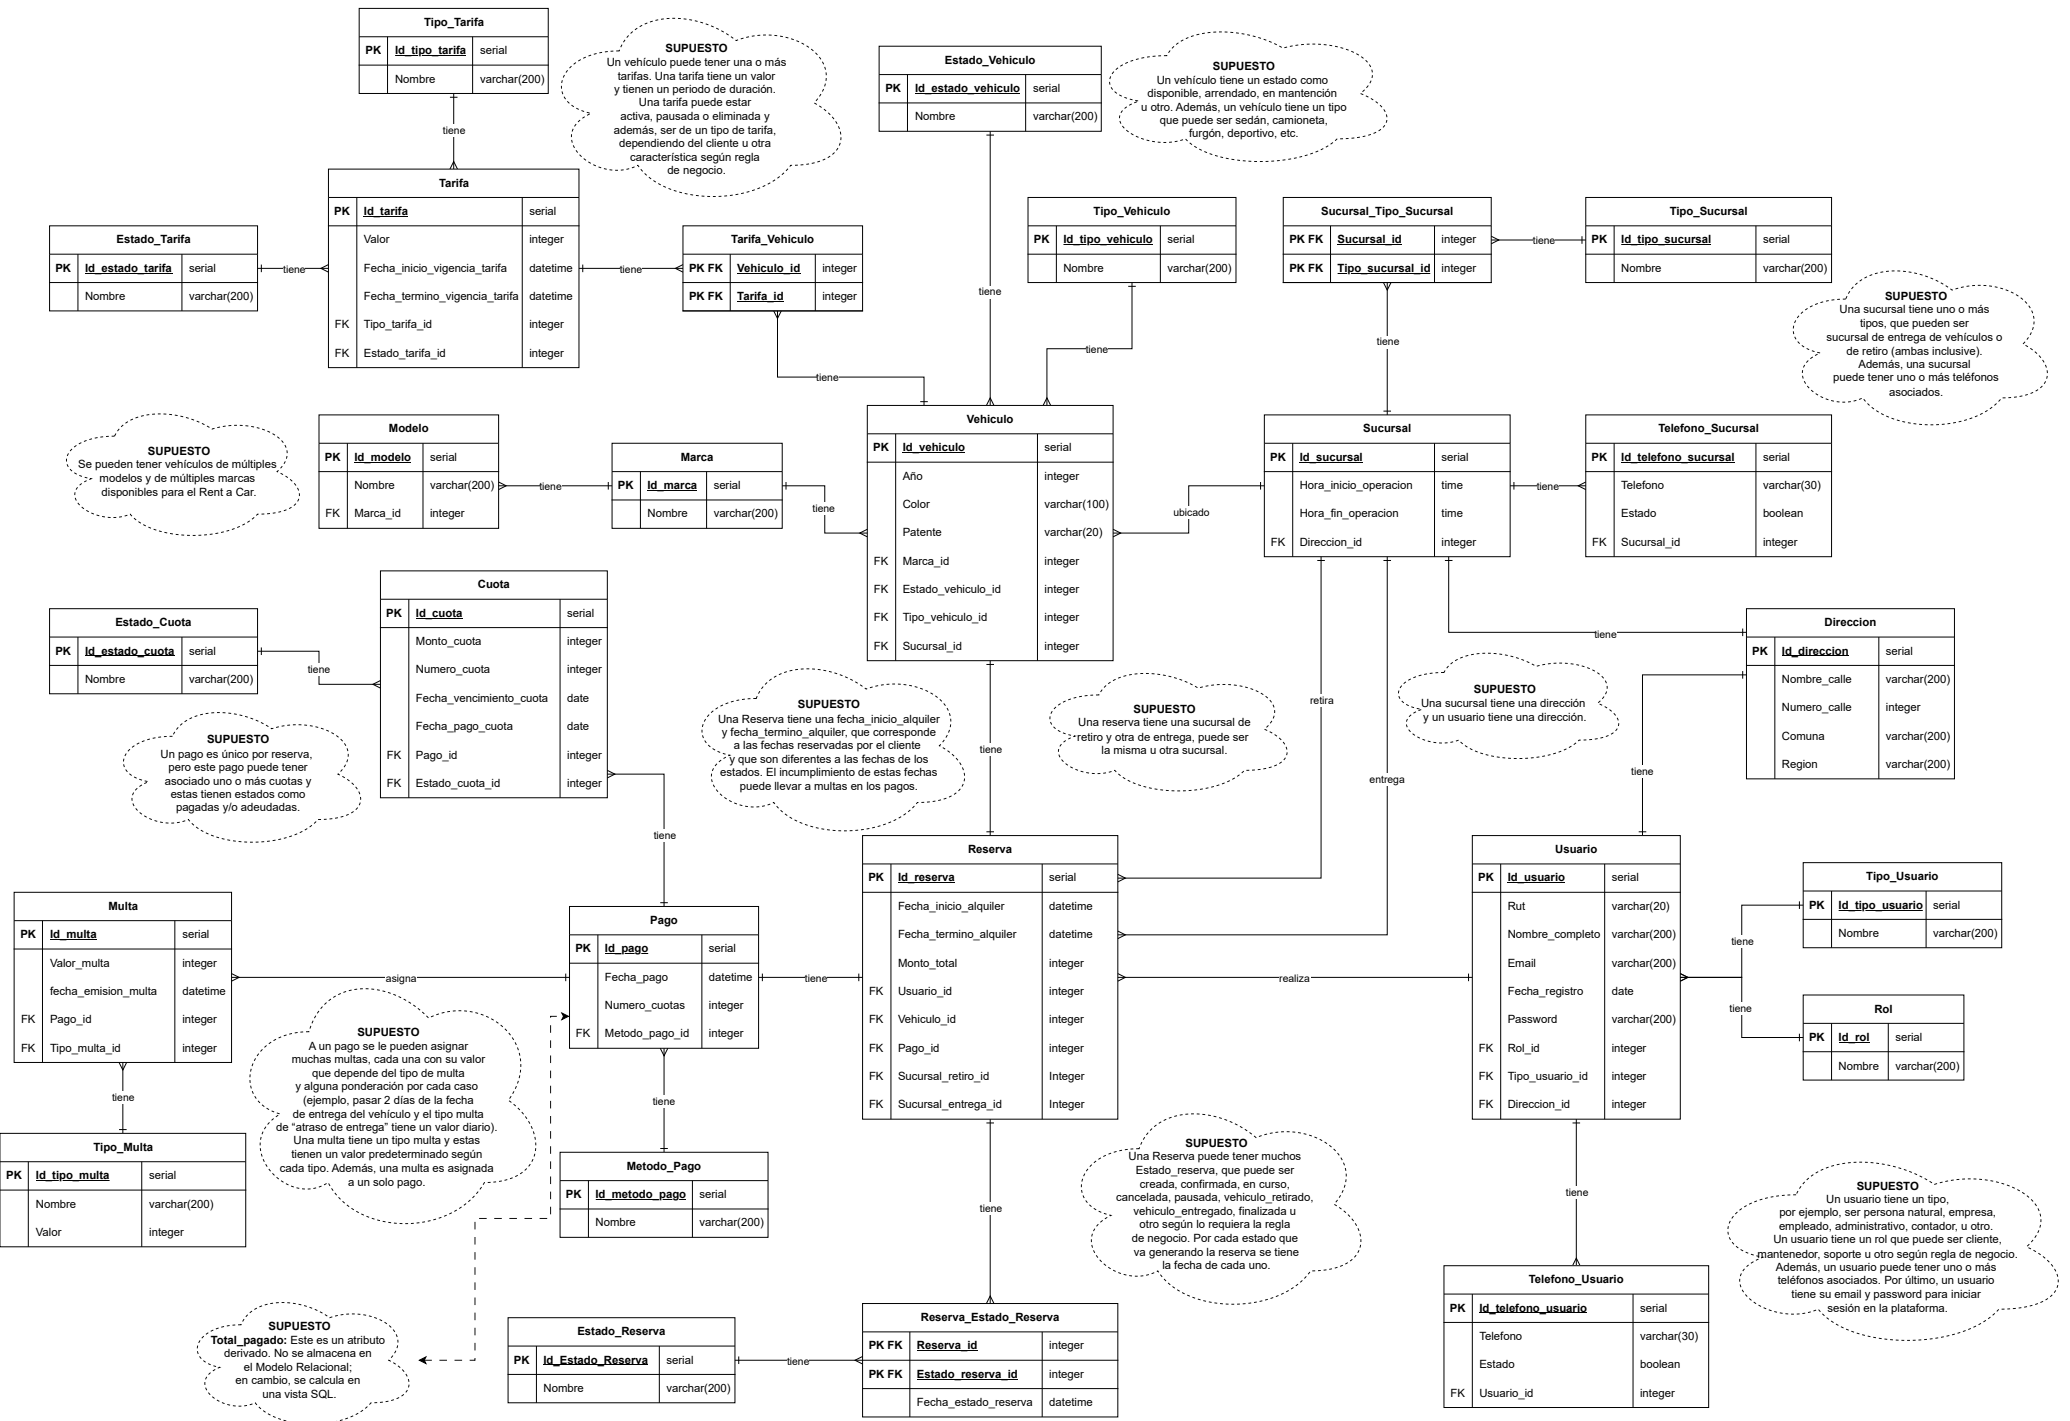 Tipo_Tarifa
PK Id_tipo_tarifa serial
Nombre varchar(200)
tiene
SUPUESTO
Un vehículo puede tener una o más
tarifas. Una tarifa tiene un valor
y tienen un periodo de duración.
Una tarifa puede estar
activa, pausada o eliminada y
además, ser de un tipo de tarifa,
dependiendo del cliente u otra
característica según regla
de negocio.
Estado_Vehiculo
PK Id_estado_vehiculo serial
Nombre varchar(200)
tiene
SUPUESTO
Un vehículo tiene un estado como
disponible, arrendado, en mantención
u otro. Además, un vehículo tiene un tipo
que puede ser sedán, camioneta,
furgón, deportivo, etc.
Tarifa
PK Id_tarifa serial
Valor integer
Fecha_inicio_vigencia_tarifa datetime
Fecha_termino_vigencia_tarifa datetime
FK Tipo_tarifa_id integer
FK Estado_tarifa_id integer
Estado_Tarifa
PK Id_estado_tarifa serial
Nombre varchar(200)
tiene
tiene
Tarifa_Vehiculo
PK FK Vehiculo_id integer
PK FK Tarifa_id integer
tiene
Tipo_Vehiculo
PK Id_tipo_vehiculo serial
Nombre varchar(200)
tiene
Sucursal_Tipo_Sucursal
PK FK Sucursal_id integer
PK FK Tipo_sucursal_id integer
tiene
tiene
Tipo_Sucursal
PK Id_tipo_sucursal serial
Nombre varchar(200)
SUPUESTO
Una sucursal tiene uno o más
tipos, que pueden ser
sucursal de entrega de vehículos o
de retiro (ambas inclusive).
Además, una sucursal
puede tener uno o más teléfonos
asociados.
SUPUESTO
Se pueden tener vehículos de múltiples
modelos y de múltiples marcas
disponibles para el Rent a Car.
Modelo
PK Id_modelo serial
Nombre varchar(200)
FK Marca_id integer
tiene
Marca
PK Id_marca serial
Nombre varchar(200)
tiene
Vehiculo
PK Id_vehiculo serial
Año integer
Color varchar(100)
Patente varchar(20)
FK Marca_id integer
FK Estado_vehiculo_id integer
FK Tipo_vehiculo_id integer
FK Sucursal_id integer
ubicado
Sucursal
PK Id_sucursal serial
Hora_inicio_operacion time
Hora_fin_operacion time
FK Direccion_id integer
tiene
Telefono_Sucursal
PK Id_telefono_sucursal serial
Telefono varchar(30)
Estado boolean
FK Sucursal_id integer
Cuota
PK Id_cuota serial
Monto_cuota integer
Numero_cuota integer
Fecha_vencimiento_cuota date
Fecha_pago_cuota date
FK Pago_id integer
FK Estado_cuota_id integer
Estado_Cuota
PK Id_estado_cuota serial
Nombre varchar(200)
tiene
SUPUESTO
Un pago es único por reserva,
pero este pago puede tener
asociado uno o más cuotas y
estas tienen estados como
pagadas y/o adeudadas.
tiene
SUPUESTO
Una Reserva tiene una fecha_inicio_alquiler
y fecha_termino_alquiler, que corresponde
a las fechas reservadas por el cliente
y que son diferentes a las fechas de los
estados. El incumplimiento de estas fechas
puede llevar a multas en los pagos.
tiene
SUPUESTO
Una reserva tiene una sucursal de
retiro y otra de entrega, puede ser
la misma u otra sucursal.
retira
entrega
SUPUESTO
Una sucursal tiene una dirección
y un usuario tiene una dirección.
tiene
Direccion
PK Id_direccion serial
Nombre_calle varchar(200)
Numero_calle integer
Comuna varchar(200)
Region varchar(200)
tiene
Multa
PK Id_multa serial
Valor_multa integer
fecha_emision_multa datetime
FK Pago_id integer
FK Tipo_multa_id integer
asigna
Pago
PK Id_pago serial
Fecha_pago datetime
Numero_cuotas integer
FK Metodo_pago_id integer
tiene
Reserva
PK Id_reserva serial
Fecha_inicio_alquiler datetime
Fecha_termino_alquiler datetime
Monto_total integer
FK Usuario_id integer
FK Vehiculo_id integer
FK Pago_id integer
FK Sucursal_retiro_id Integer
FK Sucursal_entrega_id Integer
realiza
Usuario
PK Id_usuario serial
Rut varchar(20)
Nombre_completo varchar(200)
Email varchar(200)
Fecha_registro date
Password varchar(200)
FK Rol_id integer
FK Tipo_usuario_id integer
FK Direccion_id integer
tiene
tiene
Tipo_Usuario
PK Id_tipo_usuario serial
Nombre varchar(200)
Rol
PK Id_rol serial
Nombre varchar(200)
tiene
Tipo_Multa
PK Id_tipo_multa serial
Nombre varchar(200)
Valor integer
SUPUESTO
A un pago se le pueden asignar
muchas multas, cada una con su valor
que depende del tipo de multa
y alguna ponderación por cada caso
(ejemplo, pasar 2 días de la fecha
de entrega del vehículo y el tipo multa
de “atraso de entrega” tiene un valor diario).
Una multa tiene un tipo multa y estas
tienen un valor predeterminado según
cada tipo. Además, una multa es asignada
a un solo pago.
tiene
Metodo_Pago
PK Id_metodo_pago serial
Nombre varchar(200)
tiene
SUPUESTO
Una Reserva puede tener muchos
Estado_reserva, que puede ser
creada, confirmada, en curso,
cancelada, pausada, vehiculo_retirado,
vehiculo_entregado, finalizada u
otro según lo requiera la regla
de negocio. Por cada estado que
va generando la reserva se tiene
la fecha de cada uno.
tiene
SUPUESTO
Un usuario tiene un tipo,
por ejemplo, ser persona natural, empresa,
empleado, administrativo, contador, u otro.
Un usuario tiene un rol que puede ser cliente,
mantenedor, soporte u otro según regla de negocio.
Además, un usuario puede tener uno o más
teléfonos asociados. Por último, un usuario
tiene su email y password para iniciar
sesión en la plataforma.
SUPUESTO
Total_pagado: Este es un atributo
derivado. No se almacena en
el Modelo Relacional;
en cambio, se calcula en
una vista SQL.
Estado_Reserva
PK Id_Estado_Reserva serial
Nombre varchar(200)
tiene
Reserva_Estado_Reserva
PK FK Reserva_id integer
PK FK Estado_reserva_id integer
Fecha_estado_reserva datetime
Telefono_Usuario
PK Id_telefono_usuario serial
Telefono varchar(30)
Estado boolean
FK Usuario_id integer